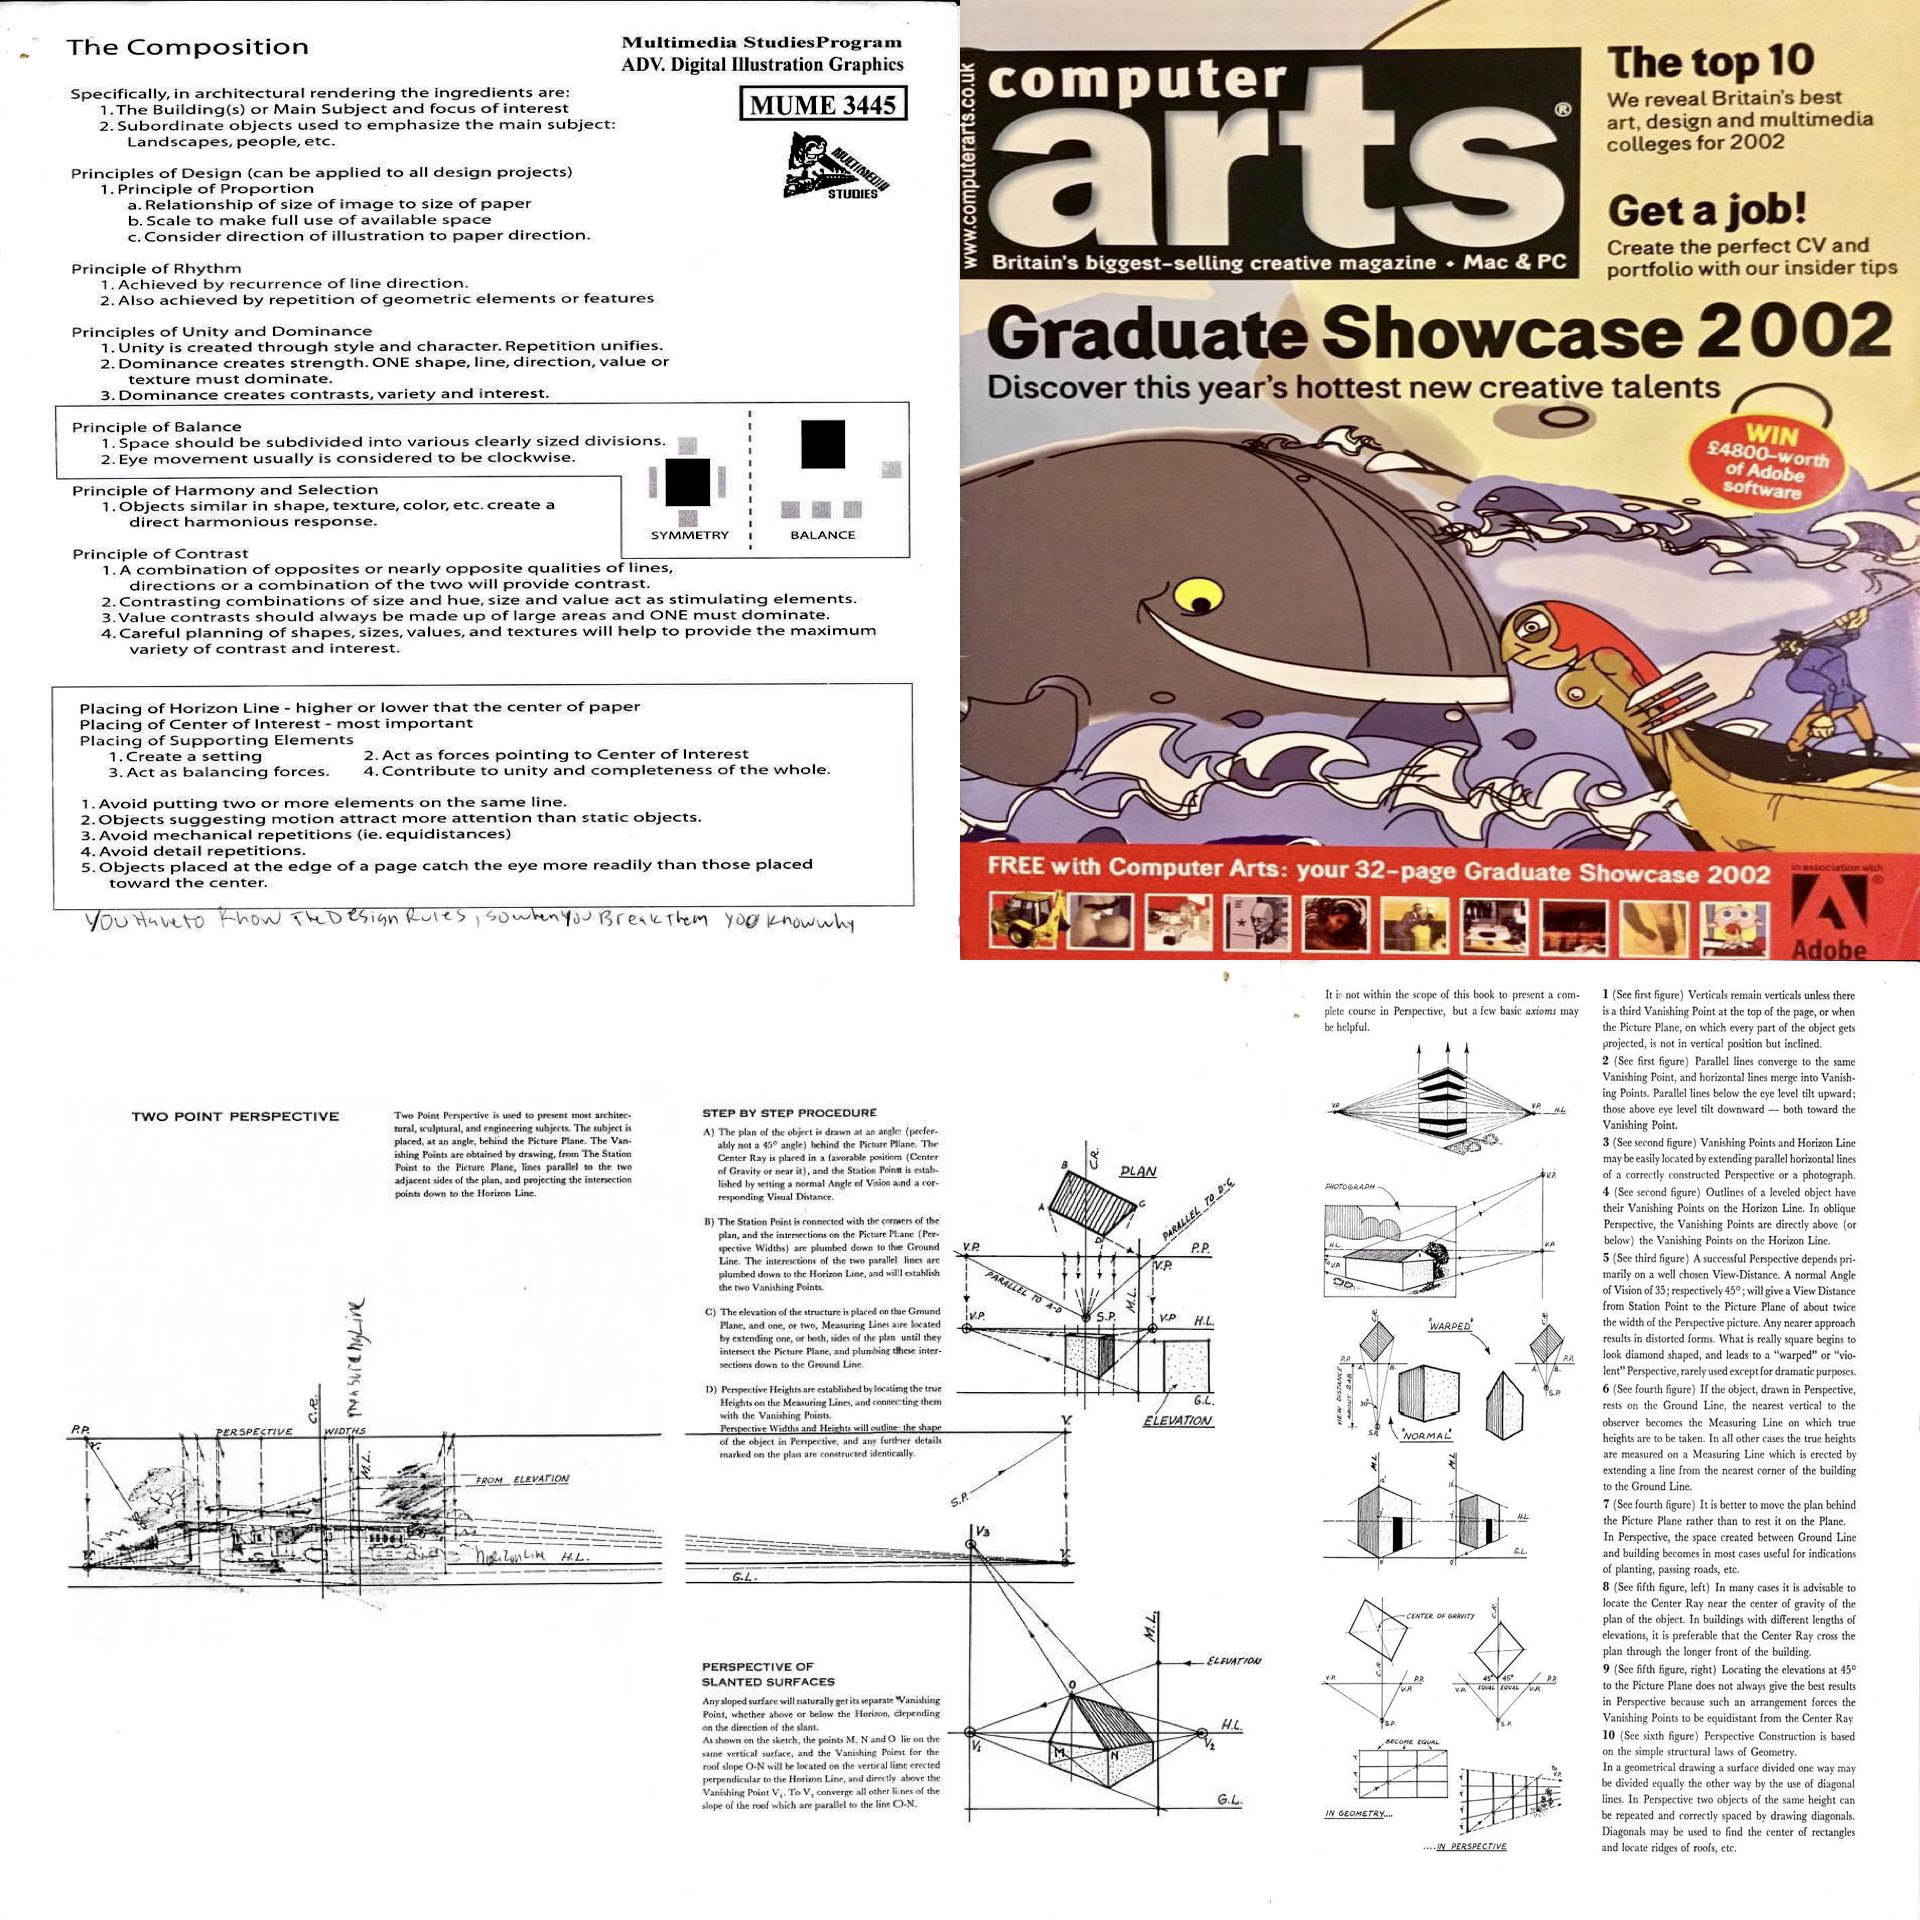 The Composition
Multimedia StudiesProgram
ADV. Digital Illustration Graphics
MUME 3445
MULTIMEDIA
STUDIES
Specifically, in architectural rendering the ingredients are:
1. The Building(s) or Main Subject and focus of interest
2. Subordinate objects used to emphasize the main subject:
Landscapes, people, etc.
Principles of Design (can be applied to all design projects)
1. Principle of Proportion
a. Relationship of size of image to size of paper
b. Scale to make full use of available space
c. Consider direction of illustration to paper direction.
Principle of Rhythm
1. Achieved by recurrence of line direction.
2. Also achieved by repetition of geometric elements or features
Principles of Unity and Dominance
1. Unity is created through style and character. Repetition unifies.
2. Dominance creates strength. ONE shape, line, direction, value or
texture must dominate.
3. Dominance creates contrasts, variety and interest.
Principle of Balance
1. Space should be subdivided into various clearly sized divisions.
2. Eye movement usually is considered to be clockwise.
SYMMETRY
BALANCE
Principle of Harmony and Selection
1. Objects similar in shape, texture, color, etc. create a
direct harmonious response.
Principle of Contrast
1. A combination of opposites or nearly opposite qualities of lines,
directions or a combination of the two will provide contrast.
2. Contrasting combinations of size and hue, size and value act as stimulating elements.
3. Value contrasts should always be made up of large areas and ONE must dominate.
4. Careful planning of shapes, sizes, values, and textures will help to provide the maximum
variety of contrast and interest.
Placing of Horizon Line - higher or lower that the center of paper
Placing of Center of Interest - most important
Placing of Supporting Elements
1. Create a setting 2. Act as forces pointing to Center of Interest
3. Act as balancing forces. 4. Contribute to unity and completeness of the whole.
1. Avoid putting two or more elements on the same line.
2. Objects suggesting motion attract more attention than static objects.
3. Avoid mechanical repetitions (ie. equidistances)
4. Avoid detail repetitions.
5. Objects placed at the edge of a page catch the eye more readily than those placed
toward the center.
You Have to Know The Design Rules, so when you Break Them you know why
www.computerarts.co.uk
computer
arts®
Britain's biggest-selling creative magazine • Mac & PC
The top 10
We reveal Britain's best
art, design and multimedia
colleges for 2002
Get a job!
Create the perfect CV and
portfolio with our insider tips
Graduate Showcase 2002
Discover this year's hottest new creative talents
WIN
£4800-worth
of Adobe
software
FREE with Computer Arts: your 32-page Graduate Showcase 2002
in association with
Adobe
TWO POINT PERSPECTIVE
Two Point Perspective is used to present most architec-
tural, sculptural, and engineering subjects. The subject is
placed, at an angle, behind the Picture Plane. The Van-
ishing Points are obtained by drawing, from The Station
Point to the Picture Plane, lines parallel to the two
adjacent sides of the plan, and projecting the intersection
points down to the Horizon Line.
measuring Line
C.R.
P.P.
V.
PERSPECTIVE WIDTHS
M.L.
FROM ELEVATION
horizon line H.L.
STEP BY STEP PROCEDURE
A) The plan of the object is drawn at an angle (prefer-
ably not a 45° angle) behind the Picture Plane. The
Center Ray is placed in a favorable position (Center
of Gravity or near it), and the Station Point is estab-
lished by setting a normal Angle of Vision and a cor-
responding Visual Distance.
B) The Station Point is connected with the corners of the
plan, and the intersections on the Picture Plane (Per-
spective Widths) are plumbed down to the Ground
Line. The intersections of the two parallel lines are
plumbed down to the Horizon Line, and will establish
the two Vanishing Points.
C) The elevation of the structure is placed on the Ground
Plane, and one, or two, Measuring Lines are located
by extending one, or both, sides of the plan until they
intersect the Picture Plane, and plumbing these inter-
sections down to the Ground Line.
D) Perspective Heights are established by locating the true
Heights on the Measuring Lines, and connecting them
with the Vanishing Points.
Perspective Widths and Heights will outline the shape
of the object in Perspective, and any further details
marked on the plan are constructed identically.
B
C.R.
PLAN
A
C
D
PARALLEL TO D-C
V.P.
P.P.
V.P.
PARALLEL TO A-D
M.L.
V.P.
S.P.
V.P
H.L.
G.L.
ELEVATION
V.
S.P.
V.
G.L.
PERSPECTIVE OF
SLANTED SURFACES
Any sloped surface will naturally get its separate Vanishing
Point, whether above or below the Horizon, depending
on the direction of the slant.
As shown on the sketch, the points M, N and O lie on the
same vertical surface, and the Vanishing Point for the
roof slope O-N will be located on the vertical line erected
perpendicular to the Horizon Line, and directly above the
Vanishing Point V1. To V3 converge all other lines of the
slope of the roof which are parallel to the line O-N.
V3
M.L.
ELEVATION
O
H.L.
V1
V2
M
N
G.L.
It is not within the scope of this book to present a com-
plete course in Perspective, but a few basic axioms may
be helpful.
V.P.
V.P.
H.L.
PHOTOGRAPH
V.P.
H.L.
V.P.
V.P.
C.R.
"WARPED"
C.R.
P.P.
A.
B.
P.P.
A.
B.
VIEW DISTANCE
ABOUT 2 AB.
30°
S.P.
S.P.
"NORMAL"
M.L.
M.L.
H.L.
G.L.
CENTER OF GRAVITY
C.R.
C.R.
V.P.
P.P.
V.P.
S.P.
45° 45°
P.P.
V.P.
EQUAL EQUAL
V.P.
S.P.
BECOME EQUAL
IN GEOMETRY....
TO V.P.
....IN PERSPECTIVE
1 (See first figure) Verticals remain verticals unless there
is a third Vanishing Point at the top of the page, or when
the Picture Plane, on which every part of the object gets
projected, is not in vertical position but inclined.
2 (See first figure) Parallel lines converge to the same
Vanishing Point, and horizontal lines merge into Vanish-
ing Points. Parallel lines below the eye level tilt upward;
those above eye level tilt downward — both toward the
Vanishing Point.
3 (See second figure) Vanishing Points and Horizon Line
may be easily located by extending parallel horizontal lines
of a correctly constructed Perspective or a photograph.
4 (See second figure) Outlines of a leveled object have
their Vanishing Points on the Horizon Line. In oblique
Perspective, the Vanishing Points are directly above (or
below) the Vanishing Points on the Horizon Line.
5 (See third figure) A successful Perspective depends pri-
marily on a well chosen View-Distance. A normal Angle
of Vision of 35; respectively 45°; will give a View Distance
from Station Point to the Picture Plane of about twice
the width of the Perspective picture. Any nearer approach
results in distorted forms. What is really square begins to
look diamond shaped, and leads to a "warped" or "vio-
lent" Perspective, rarely used except for dramatic purposes.
6 (See fourth figure) If the object, drawn in Perspective,
rests on the Ground Line, the nearest vertical to the
observer becomes the Measuring Line on which true
heights are to be taken. In all other cases the true heights
are measured on a Measuring Line which is erected by
extending a line from the nearest corner of the building
to the Ground Line.
7 (See fourth figure) It is better to move the plan behind
the Picture Plane rather than to rest it on the Plane.
In Perspective, the space created between Ground Line
and building becomes in most cases useful for indications
of planting, passing roads, etc.
8 (See fifth figure, left) In many cases it is advisable to
locate the Center Ray near the center of gravity of the
plan of the object. In buildings with different lengths of
elevations, it is preferable that the Center Ray cross the
plan through the longer front of the building.
9 (See fifth figure, right) Locating the elevations at 45°
to the Picture Plane does not always give the best results
in Perspective because such an arrangement forces the
Vanishing Points to be equidistant from the Center Ray
10 (See sixth figure) Perspective Construction is based
on the simple structural laws of Geometry.
In a geometrical drawing a surface divided one way may
be divided equally the other way by the use of diagonal
lines. In Perspective two objects of the same height can
be repeated and correctly spaced by drawing diagonals.
Diagonals may be used to find the center of rectangles
and locate ridges of roofs, etc.